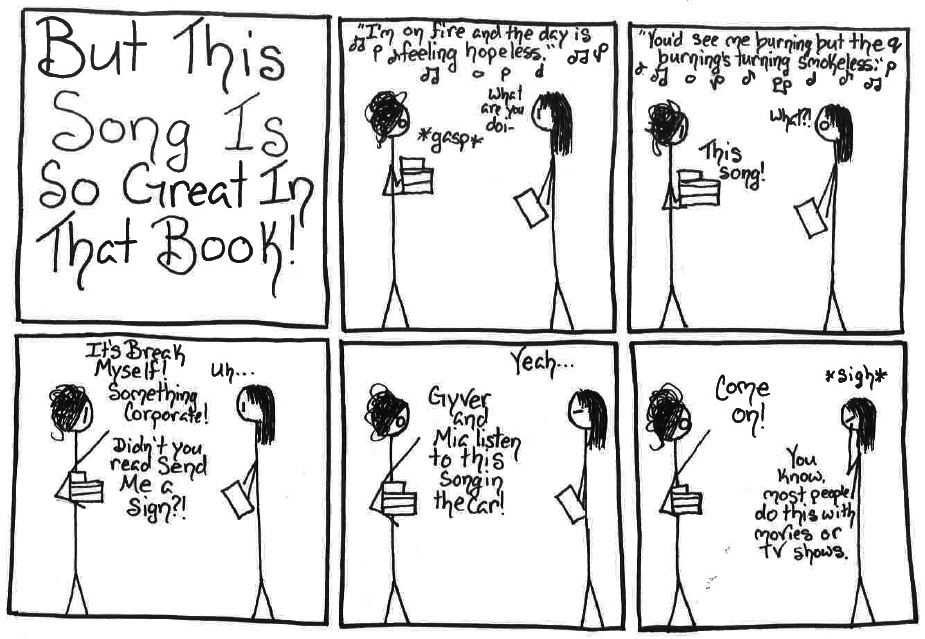 But This
Song Is
So Great In
That Book!
"I'm on fire and the day is
feeling hopeless."
What
are you
doi-
*gasp*
"You'd see me burning but the
burning's turning smokeless."
What?!
This
song!
It's Break
Myself!
Something
Corporate!
Uh...
Didn't you
read Send
Me a
Sign?!
Yeah...
Gyver
and
Mia listen
to this
song in
the car!
Come
on!
*sigh*
You
know,
most people
do this with
movies or
TV shows.